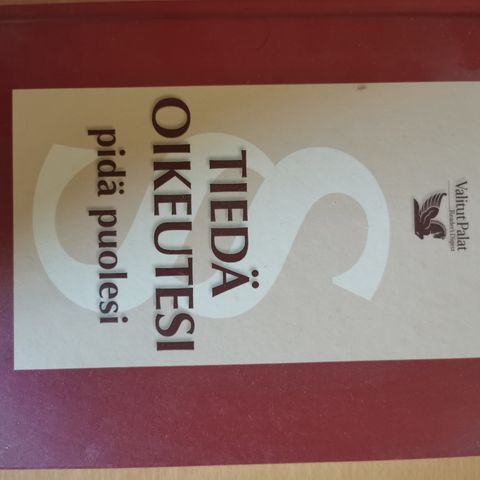 Valitut Palat
Reader's Digest
TIEDÄ
OIKEUTESI
pidä puolesi
§